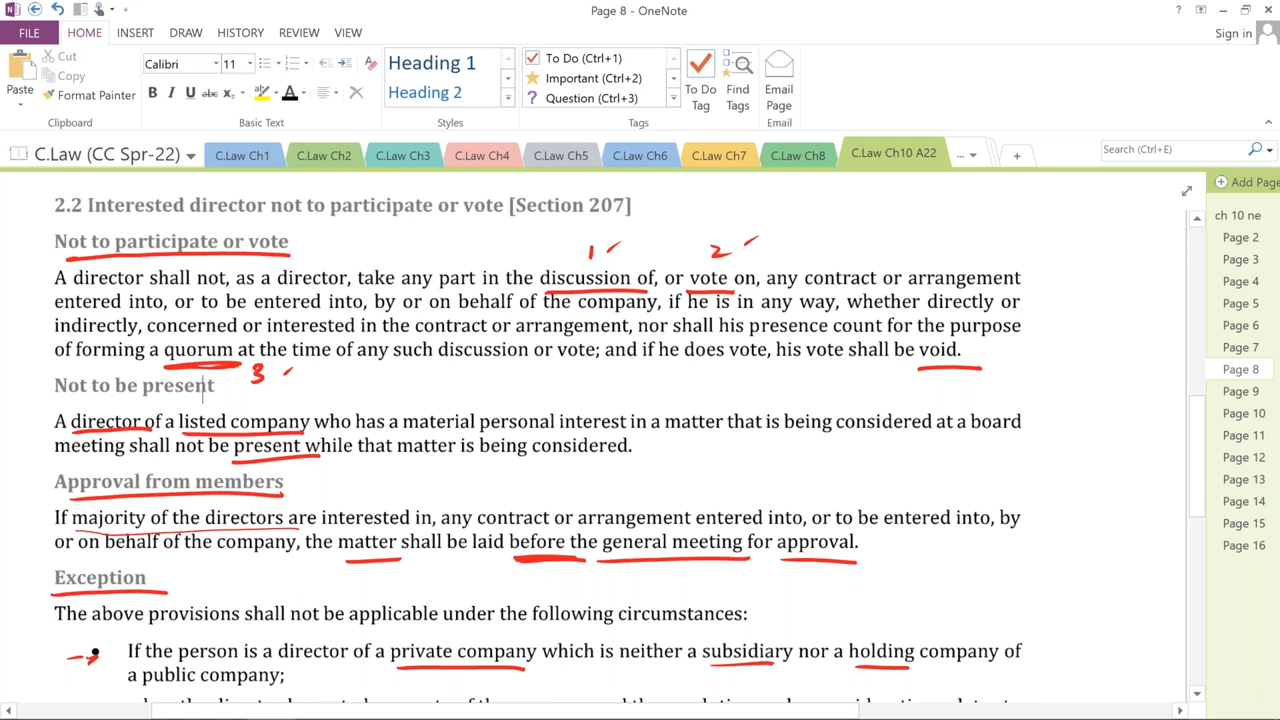 Page 8 - OneNote
?
FILE HOME INSERT DRAW HISTORY REVIEW VIEW
Sign in
Paste
Cut
Copy
Format Painter
Clipboard
Calibri 11
B I U abc X₂ A
Basic Text
Heading 1
Heading 2
Styles
To Do (Ctrl+1)
Important (Ctrl+2)
? Question (Ctrl+3)
To Do Tag
Find Tags
Tags
Email Page
Email
C.Law (CC Spr-22) C.Law Ch1 C.Law Ch2 C.Law Ch3 C.Law Ch4 C.Law Ch5 C.Law Ch6 C.Law Ch7 C.Law Ch8 C.Law Ch10 A22 ... +
Search (Ctrl+E)
2.2 Interested director not to participate or vote [Section 207]
Not to participate or vote
1 2
A director shall not, as a director, take any part in the discussion of, or vote on, any contract or arrangement
entered into, or to be entered into, by or on behalf of the company, if he is in any way, whether directly or
indirectly, concerned or interested in the contract or arrangement, nor shall his presence count for the purpose
of forming a quorum at the time of any such discussion or vote; and if he does vote, his vote shall be void.
3
Not to be present
A director of a listed company who has a material personal interest in a matter that is being considered at a board
meeting shall not be present while that matter is being considered.
Approval from members
If majority of the directors are interested in, any contract or arrangement entered into, or to be entered into, by
or on behalf of the company, the matter shall be laid before the general meeting for approval.
Exception
The above provisions shall not be applicable under the following circumstances:
• If the person is a director of a private company which is neither a subsidiary nor a holding company of
a public company;
Add Page
ch 10 ne
Page 2
Page 3
Page 4
Page 5
Page 6
Page 7
Page 8
Page 9
Page 10
Page 11
Page 12
Page 13
Page 14
Page 15
Page 16